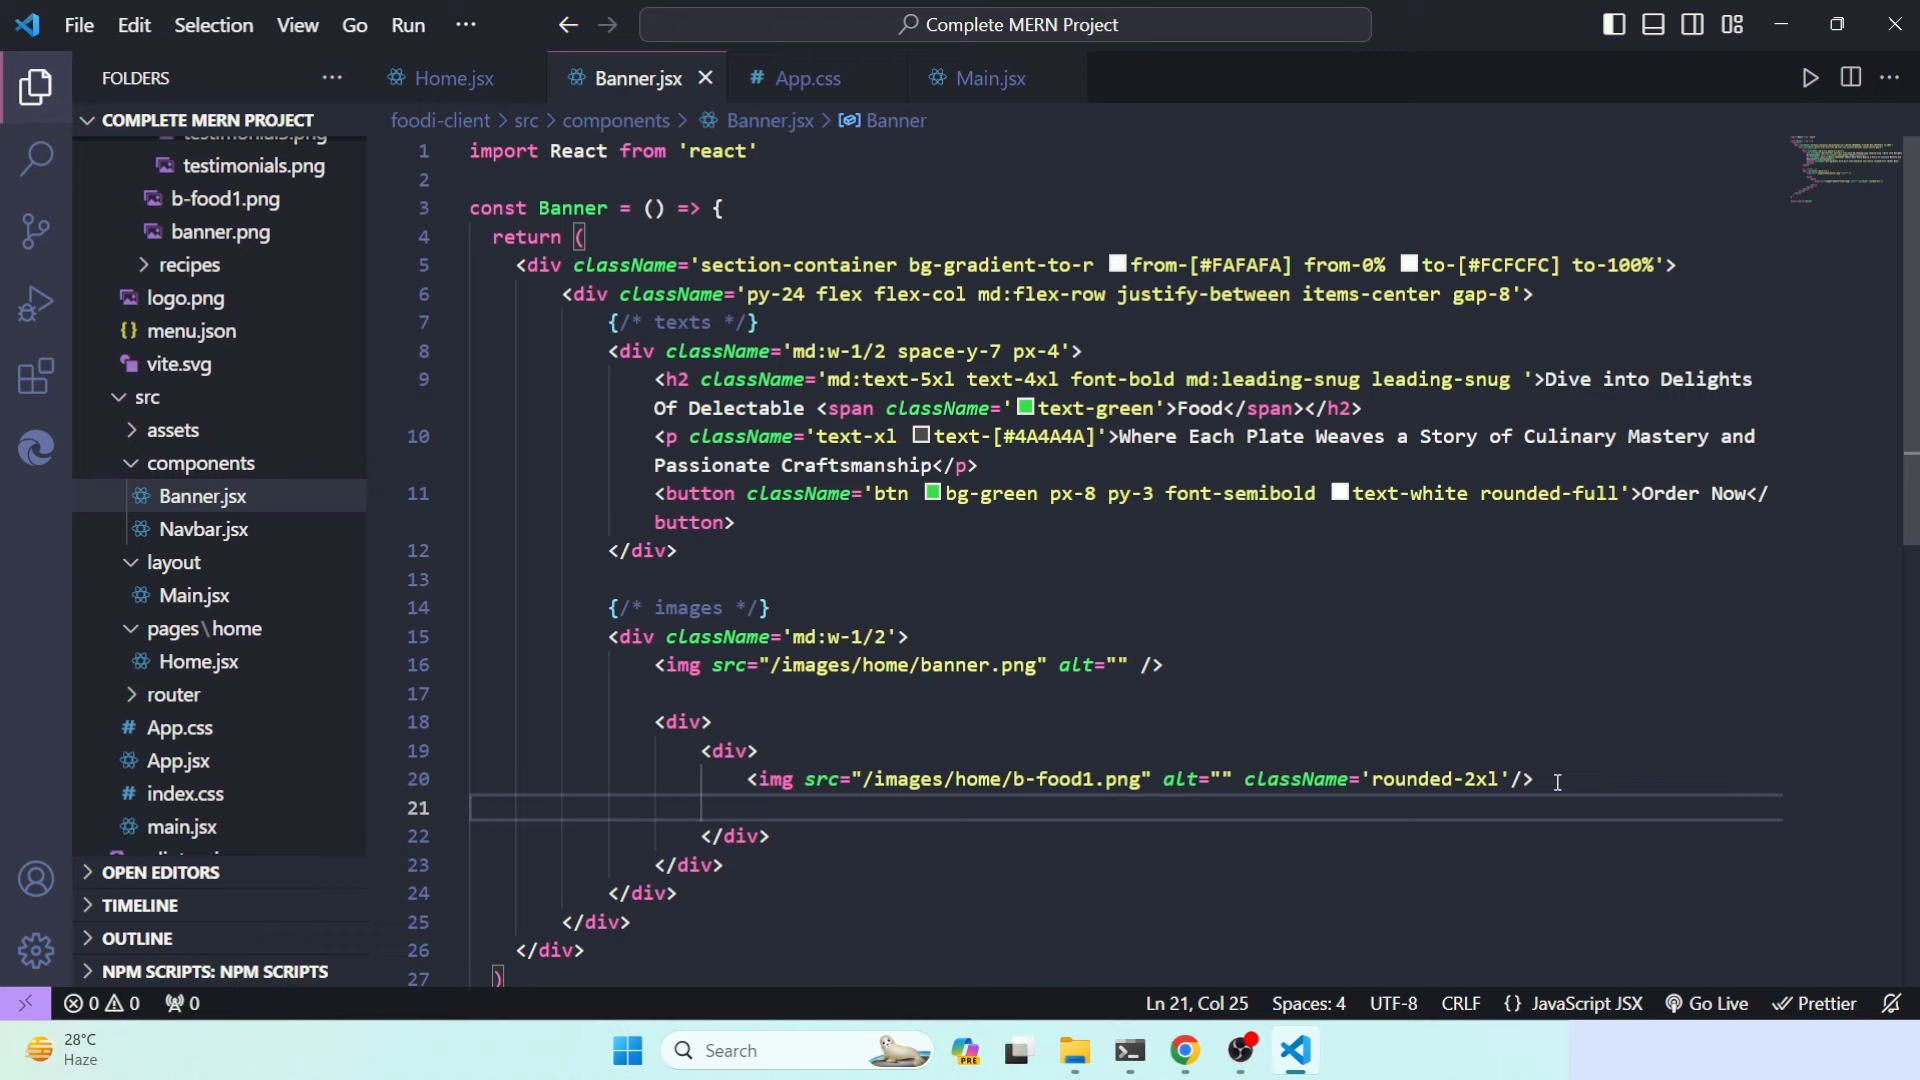 File Edit Selection View Go Run ···
Complete MERN Project
FOLDERS ···
Home.jsx Banner.jsx # App.css Main.jsx
foodi-client > src > components > Banner.jsx > Banner
COMPLETE MERN PROJECT
testimonials.png
b-food1.png
banner.png
recipes
logo.png
{} menu.json
vite.svg
src
assets
components
Banner.jsx
Navbar.jsx
layout
Main.jsx
pages\home
Home.jsx
router
# App.css
App.jsx
# index.css
main.jsx
OPEN EDITORS
TIMELINE
OUTLINE
NPM SCRIPTS: NPM SCRIPTS
1 import React from 'react'
2
3 const Banner = () => {
4 return (
5 <div className='section-container bg-gradient-to-r from-[#FAFAFA] from-0% to-[#FCFCFC] to-100%'>
6 <div className='py-24 flex flex-col md:flex-row justify-between items-center gap-8'>
7 {/* texts */}
8 <div className='md:w-1/2 space-y-7 px-4'>
9 <h2 className='md:text-5xl text-4xl font-bold md:leading-snug leading-snug '>Dive into Delights
Of Delectable <span className='text-green'>Food</span></h2>
10 <p className='text-xl text-[#4A4A4A]'>Where Each Plate Weaves a Story of Culinary Mastery and
Passionate Craftsmanship</p>
11 <button className='btn bg-green px-8 py-3 font-semibold text-white rounded-full'>Order Now</
button>
12 </div>
13
14 {/* images */}
15 <div className='md:w-1/2'>
16 <img src="/images/home/banner.png" alt="" />
17
18 <div>
19 <div>
20 <img src="/images/home/b-food1.png" alt="" className='rounded-2xl'/>
21
22 </div>
23 </div>
24 </div>
25 </div>
26 </div>
27 )
0 0 0
Ln 21, Col 25 Spaces: 4 UTF-8 CRLF {} JavaScript JSX Go Live Prettier
28°C
Haze
Search
PRE